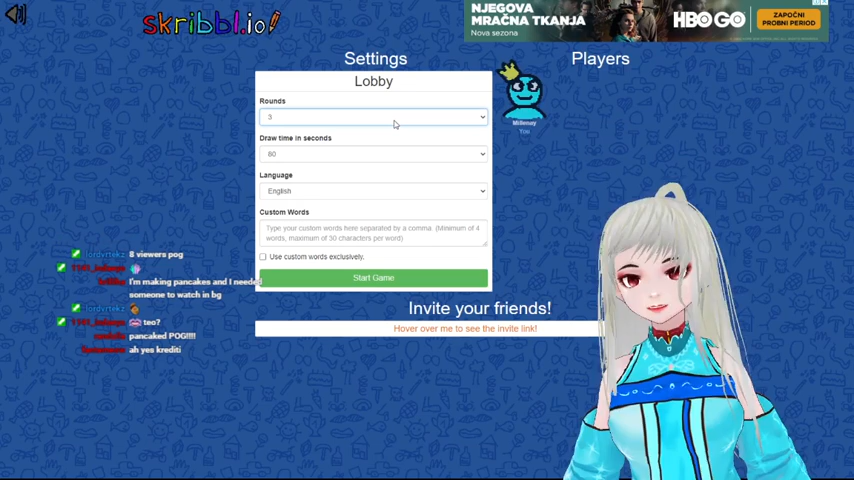 skribbl.io
NJEGOVA
MRAČNA TKANJA
Nova sezona
HBO GO
ZAPOČNI
PROBNI PERIOD
Settings
Players
Lobby
Rounds
3
Draw time in seconds
80
Language
English
Custom Words
Type your custom words here separated by a comma (Minimum of 4
words, maximum of 30 characters per word)
Use custom words exclusively.
Start Game
Millenay
You
Invite your friends!
Hover over me to see the invite link!
lordvrtekz 8 viewers pog
I'm making pancakes and I needed
someone to watch in bg
lordvrtekz
teo?
pancaked POG!!!!
ah yes krediti